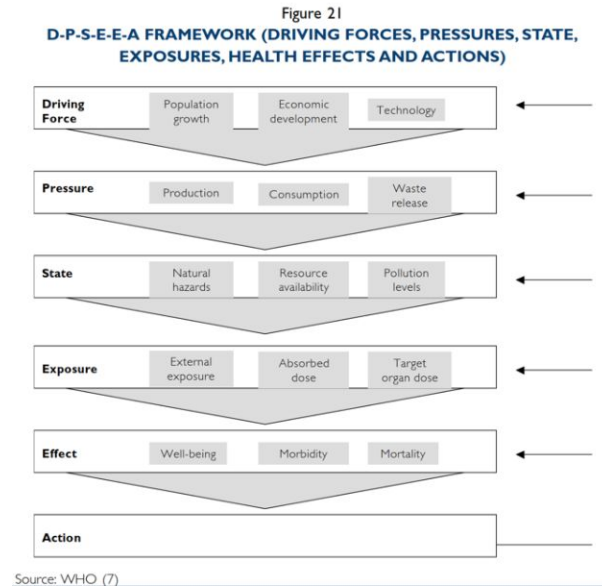 Figure 21
D-P-S-E-E-A FRAMEWORK (DRIVING FORCES, PRESSURES, STATE,
EXPOSURES, HEALTH EFFECTS AND ACTIONS)
Driving
Force
Population
growth
Economic
development
Technology
Pressure
Production
Consumption
Waste
release
State
Natural
hazards
Resource
availability
Pollution
levels
Exposure
External
exposure
Absorbed
dose
Target
organ dose
Effect
Well-being
Morbidity
Mortality
Action
Source: WHO (7)